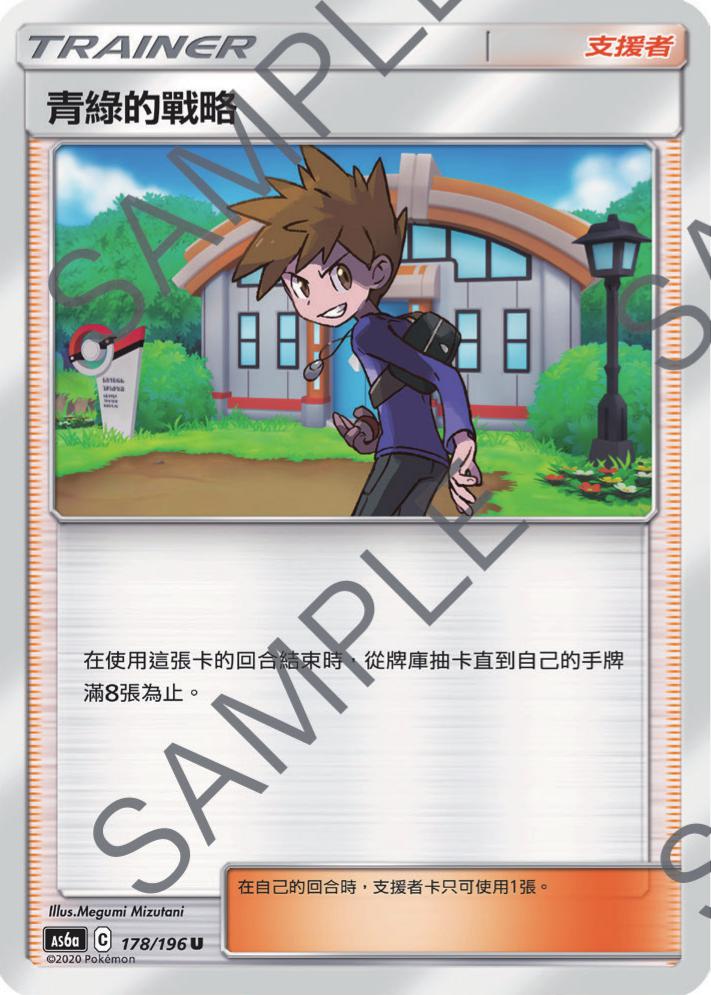 TRAINER
支援者
青綠的戰略
在使用這張卡的回合結束時,從牌庫抽卡直到自己的手牌
滿8張為止。
在自己的回合時,支援者卡只可使用1張。
Illus.Megumi Mizutani
AS6a C 178/196 U
©2020 Pokémon
SAMPLE
SAMPLE